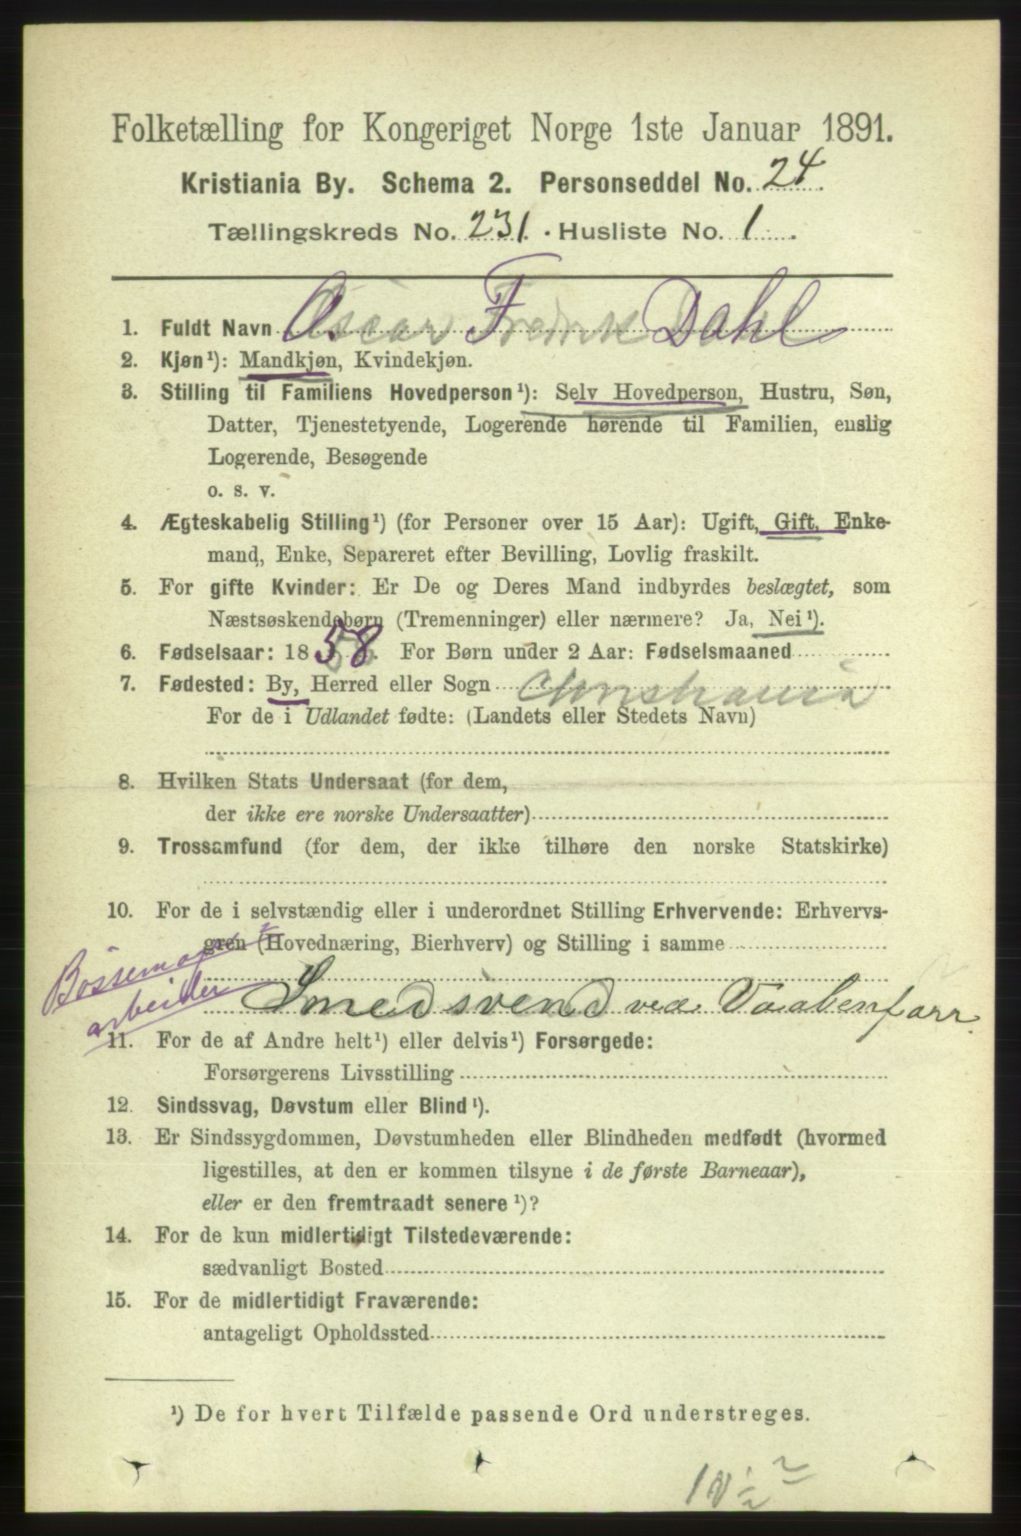 Folketælling for Kongeriget Norge 1ste Januar 1891.
Kristiania By. Schema 2. Personseddel No. 24.
Tællingskreds No. 231. · Husliste No. 1.
1. Fuldt Navn Oscar Fredrik Dahl
2. Kjøn¹): Mandkjøn, Kvindekjøn.
3. Stilling til Familiens Hovedperson¹): Selv Hovedperson, Hustru, Søn,
Datter, Tjenestetyende, Logerende hørende til Familien, enslig
Logerende, Besøgende
o. s. v.
4. Ægteskabelig Stilling¹) (for Personer over 15 Aar): Ugift, Gift, Enke-
mand, Enke, Separeret efter Bevilling, Lovlig fraskilt.
5. For gifte Kvinder: Er De og Deres Mand indbyrdes beslægtet, som
Næstsøskendebørn (Tremenninger) eller nærmere? Ja, Nei¹).
6. Fødselsaar: 1858. For Børn under 2 Aar: Fødselsmaaned
7. Fødested: By, Herred eller Sogn Christiania
For de i Udlandet fødte: (Landets eller Stedets Navn)
8. Hvilken Stats Undersaat (for dem,
der ikke ere norske Undersaatter)
9. Trossamfund (for dem, der ikke tilhøre den norske Statskirke)
10. For de i selvstændig eller i underordnet Stilling Erhvervende: Erhvervs-
gren (Hovednæring, Bierhverv) og Stilling i samme
Bøssemager
arbeider
Smedsvend ved Vaabenforr.
11. For de af Andre helt¹) eller delvis¹) Forsørgede:
Forsørgerens Livsstilling
12. Sindssvag, Døvstum eller Blind¹).
13. Er Sindssygdommen, Døvstumheden eller Blindheden medfødt (hvormed
ligestilles, at den er kommen tilsyne i de første Barneaar),
eller er den fremtraadt senere¹)?
14. For de kun midlertidigt Tilstedeværende:
sædvanligt Bosted
15. For de midlertidigt Fraværende:
antageligt Opholdssted
¹) De for hvert Tilfælde passende Ord understreges.